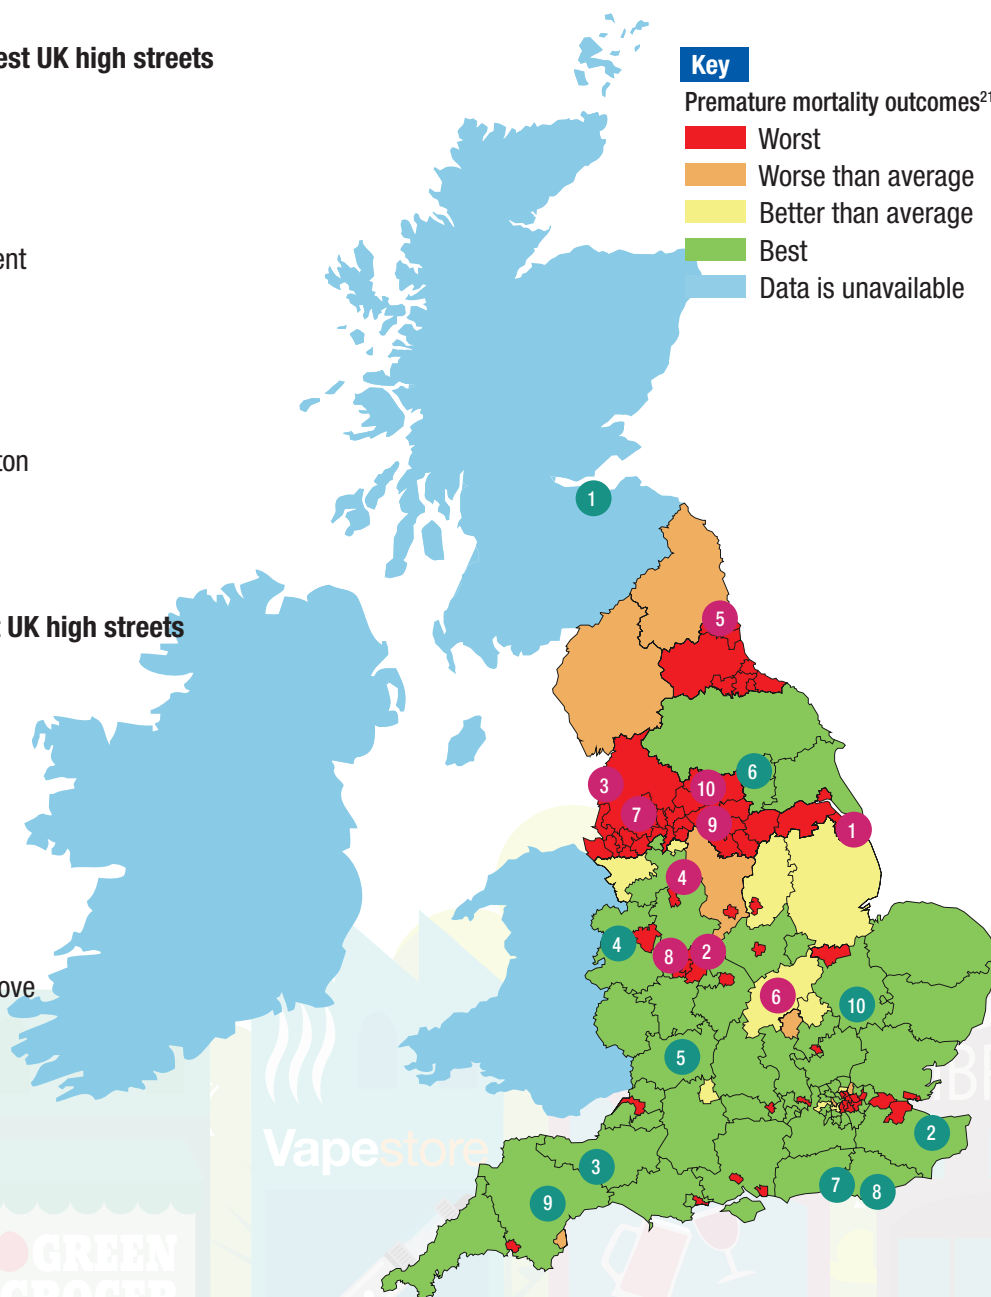 est UK high streets
Key
Premature mortality outcomes21
Worst
Worse than average
Better than average
Best
Data is unavailable
ent
ton
1
5
t UK high streets
3
7
10
6
9
1
4
4
8
2
6
10
ove
5
2
3
7
8
9
Vapestore
GREEN
GROCER